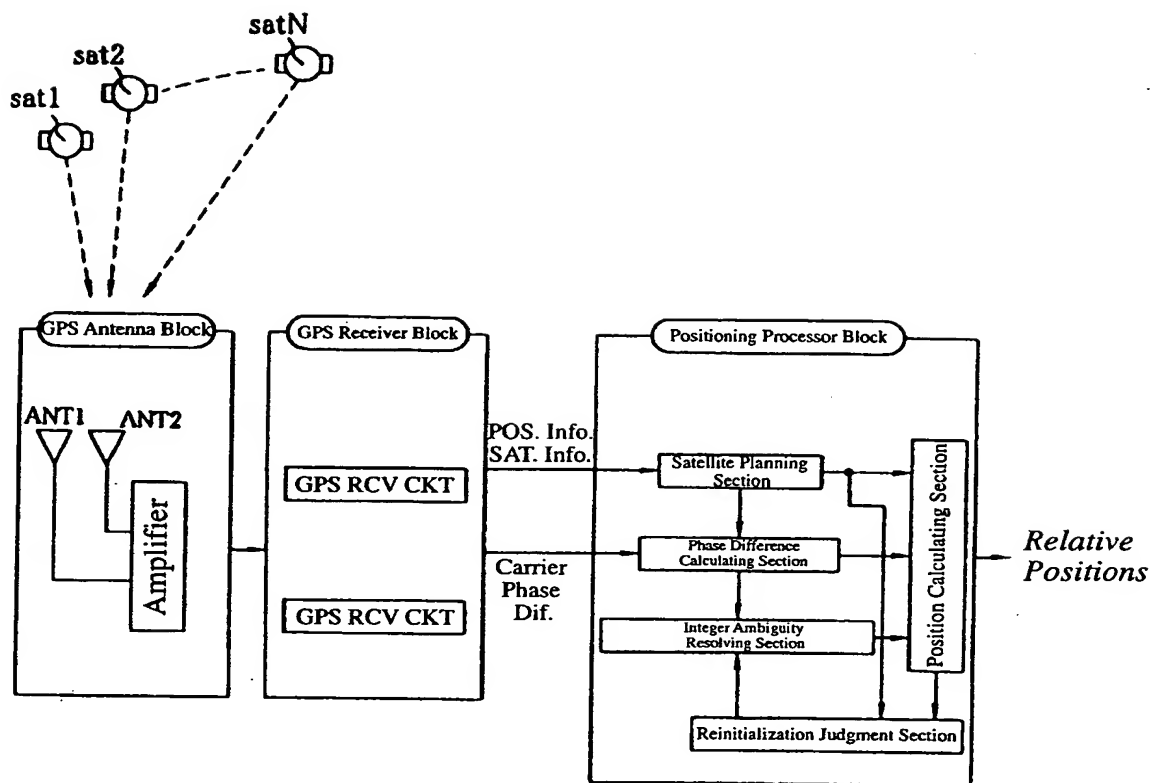 satN
sat2
sat1
GPS Antenna Block
GPS Receiver Block
Positioning Processor Block
ANT1
ANT2
Amplifier
GPS RCV CKT
GPS RCV CKT
POS. Info.
SAT. Info.
Carrier
Phase
Dif.
Satellite Planning
Section
Phase Difference
Calculating Section
Integer Ambiguity
Resolving Section
Reinitialization Judgment Section
Position Calculating Section
Relative
Positions